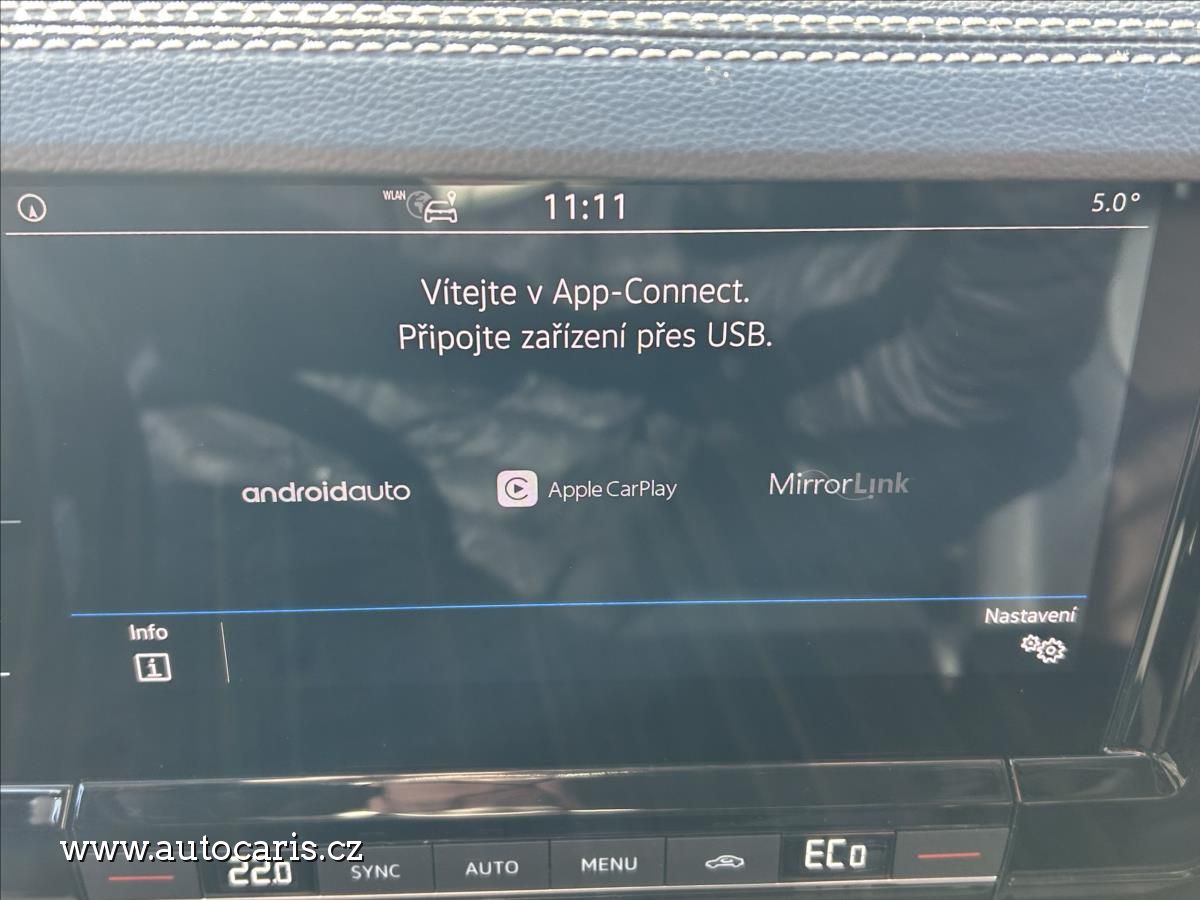 WLAN
11:11
5.0°
Vítejte v App-Connect.
Připojte zařízení přes USB.
androidauto
Apple CarPlay
MirrorLink
Info
Nastavení
www.autocaris.cz
22.0
SYNC
AUTO
MENU
ECo